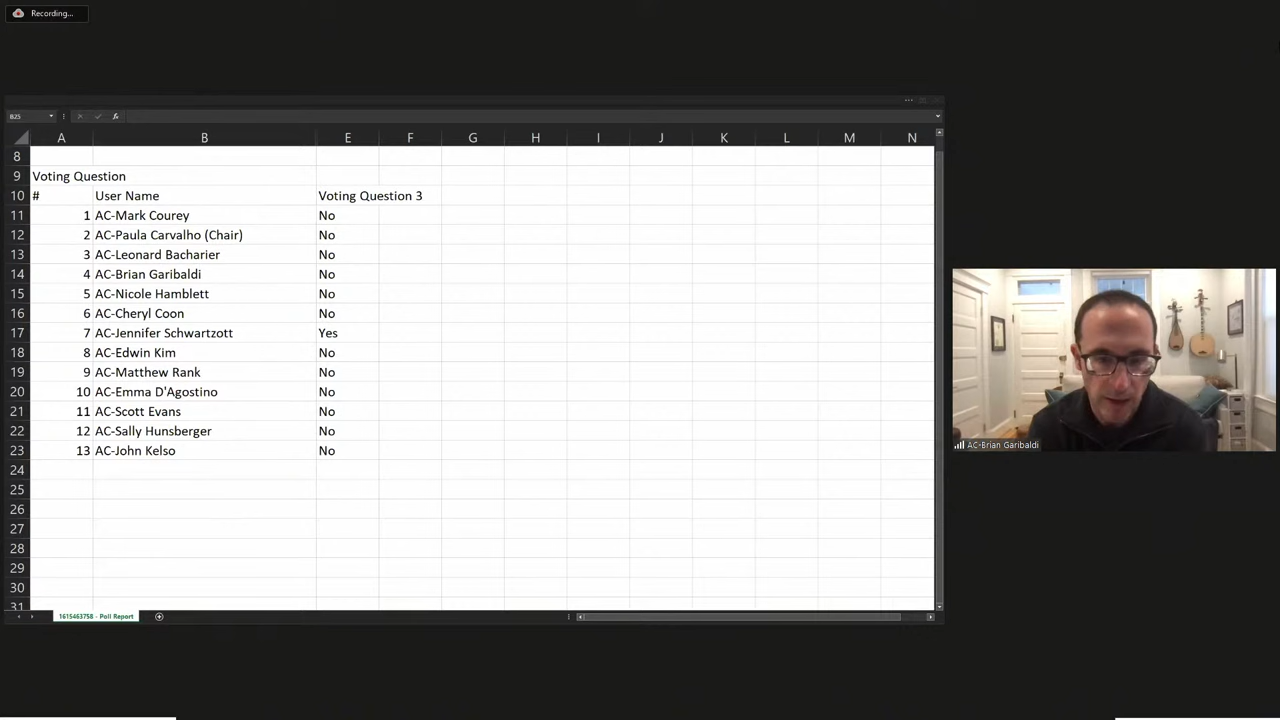 Recording...
B25
fx
A B E F G H I J K L M N
8
9 Voting Question
10 # User Name Voting Question 3
11 1 AC-Mark Courey No
12 2 AC-Paula Carvalho (Chair) No
13 3 AC-Leonard Bacharier No
14 4 AC-Brian Garibaldi No
15 5 AC-Nicole Hamblett No
16 6 AC-Cheryl Coon No
17 7 AC-Jennifer Schwartzott Yes
18 8 AC-Edwin Kim No
19 9 AC-Matthew Rank No
20 10 AC-Emma D'Agostino No
21 11 AC-Scott Evans No
22 12 AC-Sally Hunsberger No
23 13 AC-John Kelso No
24
25
26
27
28
29
30
31
1615463758 - Poll Report
AC-Brian Garibaldi